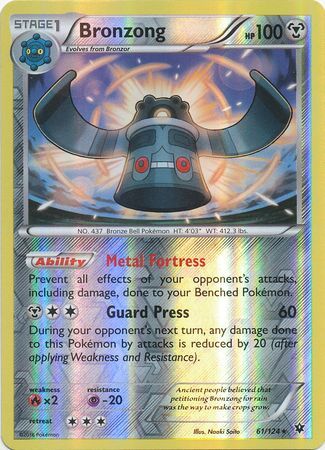 STAGE1
Bronzong
HP100
Evolves from Bronzor
NO. 437 Bronze Bell Pokémon HT: 4'03" WT: 412.3 lbs.
Ability Metal Fortress
Prevent all effects of your opponent's attacks,
including damage, done to your Benched Pokémon.
Guard Press 60
During your opponent's next turn, any damage done
to this Pokémon by attacks is reduced by 20 (after
applying Weakness and Resistance).
weakness resistance
×2 -20
retreat
Ancient people believed that
petitioning Bronzong for rain
was the way to make crops grow.
©2016 Pokémon
Illus. Naoki Saito
61/124